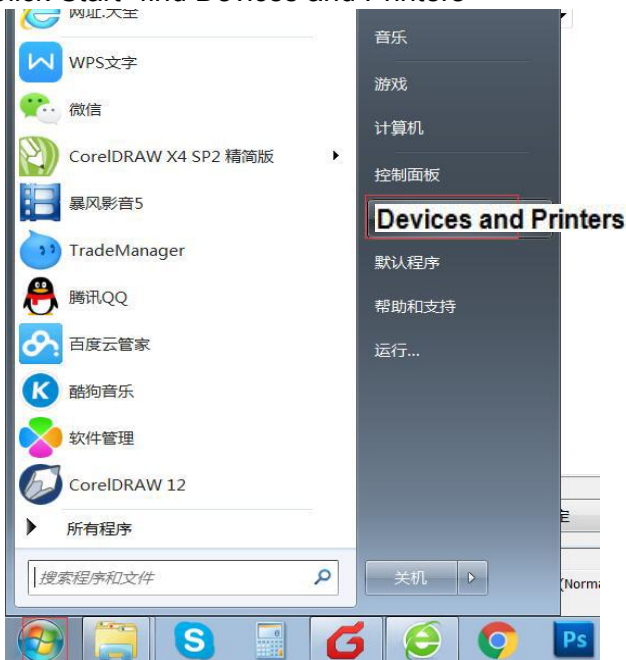 网址大全
WPS文字
微信
CorelDRAW X4 SP2 精简版
暴风影音5
TradeManager
腾讯QQ
百度云管家
酷狗音乐
软件管理
CorelDRAW 12
所有程序
搜索程序和文件
音乐
游戏
计算机
控制面板
Devices and Printers
默认程序
帮助和支持
运行...
关机
(Norma
S
Ps